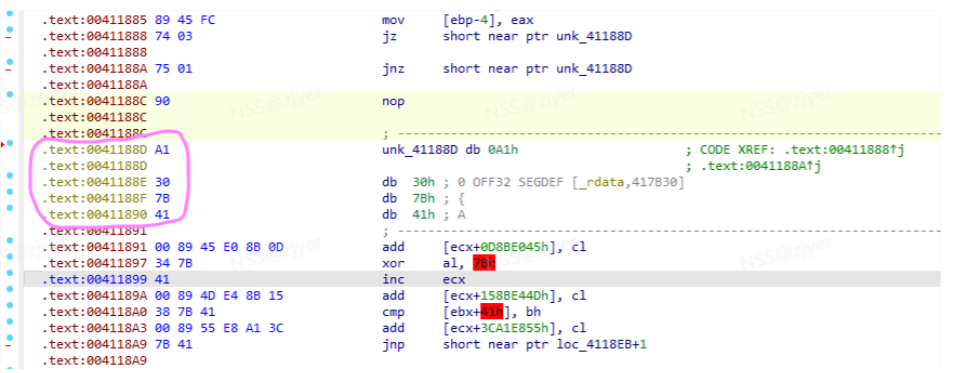 .text:00411885 89 45 FC mov [ebp-4], eax
.text:00411888 74 03 jz short near ptr unk_41188D
.text:00411888
.text:0041188A 75 01 jnz short near ptr unk_41188D
.text:0041188A
.text:0041188C 90 nop
.text:0041188C
.text:0041188C ; ---------------------------------------------------------------------------
.text:0041188D A1 unk_41188D db 0A1h ; CODE XREF: .text:00411888↑j
.text:0041188D ; .text:0041188A↑j
.text:0041188E 30 db 30h ; 0 OFF32 SEGDEF [_rdata,417B30]
.text:0041188F 7B db 7Bh ; {
.text:00411890 41 db 41h ; A
.text:00411891 ; ---------------------------------------------------------------------------
.text:00411891 00 89 45 E0 8B 0D add [ecx+0D8BE045h], cl
.text:00411897 34 7B xor al, 7Bh
.text:00411899 41 inc ecx
.text:0041189A 00 89 4D E4 8B 15 add [ecx+158BE44Dh], cl
.text:004118A0 38 7B 41 cmp [ebx+41h], bh
.text:004118A3 00 89 55 E8 A1 3C add [ecx+3CA1E855h], cl
.text:004118A9 7B 41 jnp short near ptr loc_4118EB+1
.text:004118A9
NSS@zjyer
NSS@zjyer
NSS@zjyer
NSS@zjyer